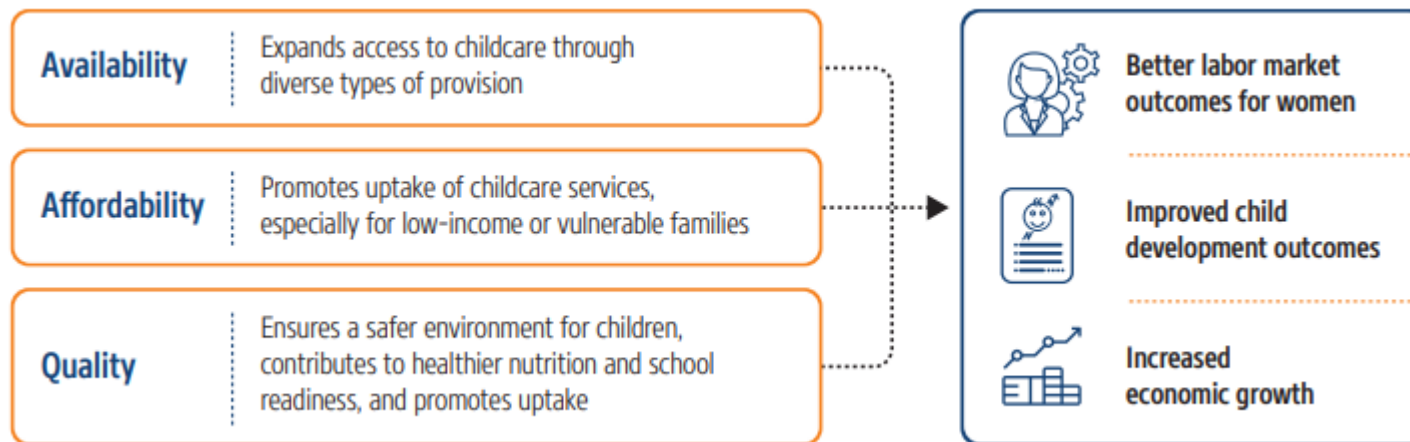 Availability
Expands access to childcare through
diverse types of provision
Affordability
Promotes uptake of childcare services,
especially for low-income or vulnerable families
Quality
Ensures a safer environment for children,
contributes to healthier nutrition and school
readiness, and promotes uptake
Better labor market
outcomes for women
Improved child
development outcomes
Increased
economic growth